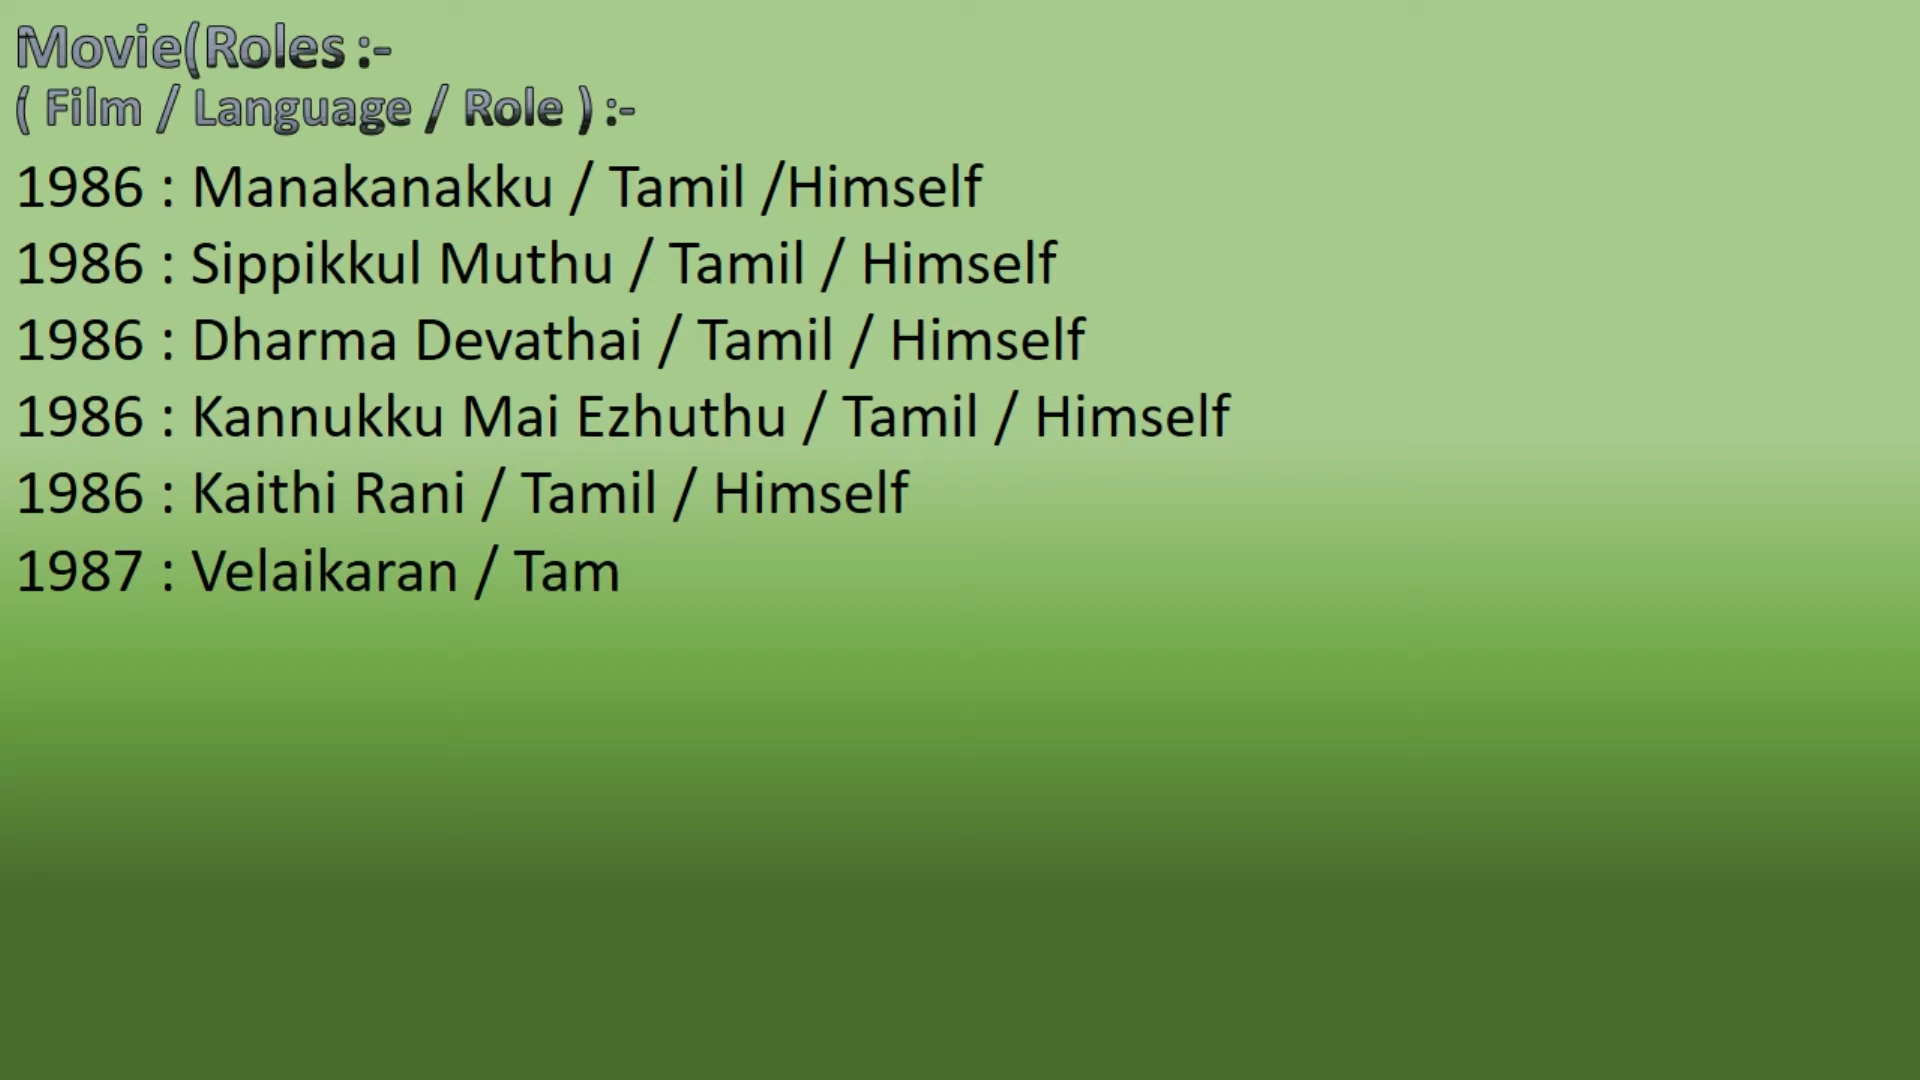 Movie(Roles :-
( Film / Language / Role ) :-
1986 : Manakanakku / Tamil /Himself
1986 : Sippikkul Muthu / Tamil / Himself
1986 : Dharma Devathai / Tamil / Himself
1986 : Kannukku Mai Ezhuthu / Tamil / Himself
1986 : Kaithi Rani / Tamil / Himself
1987 : Velaikaran / Tam